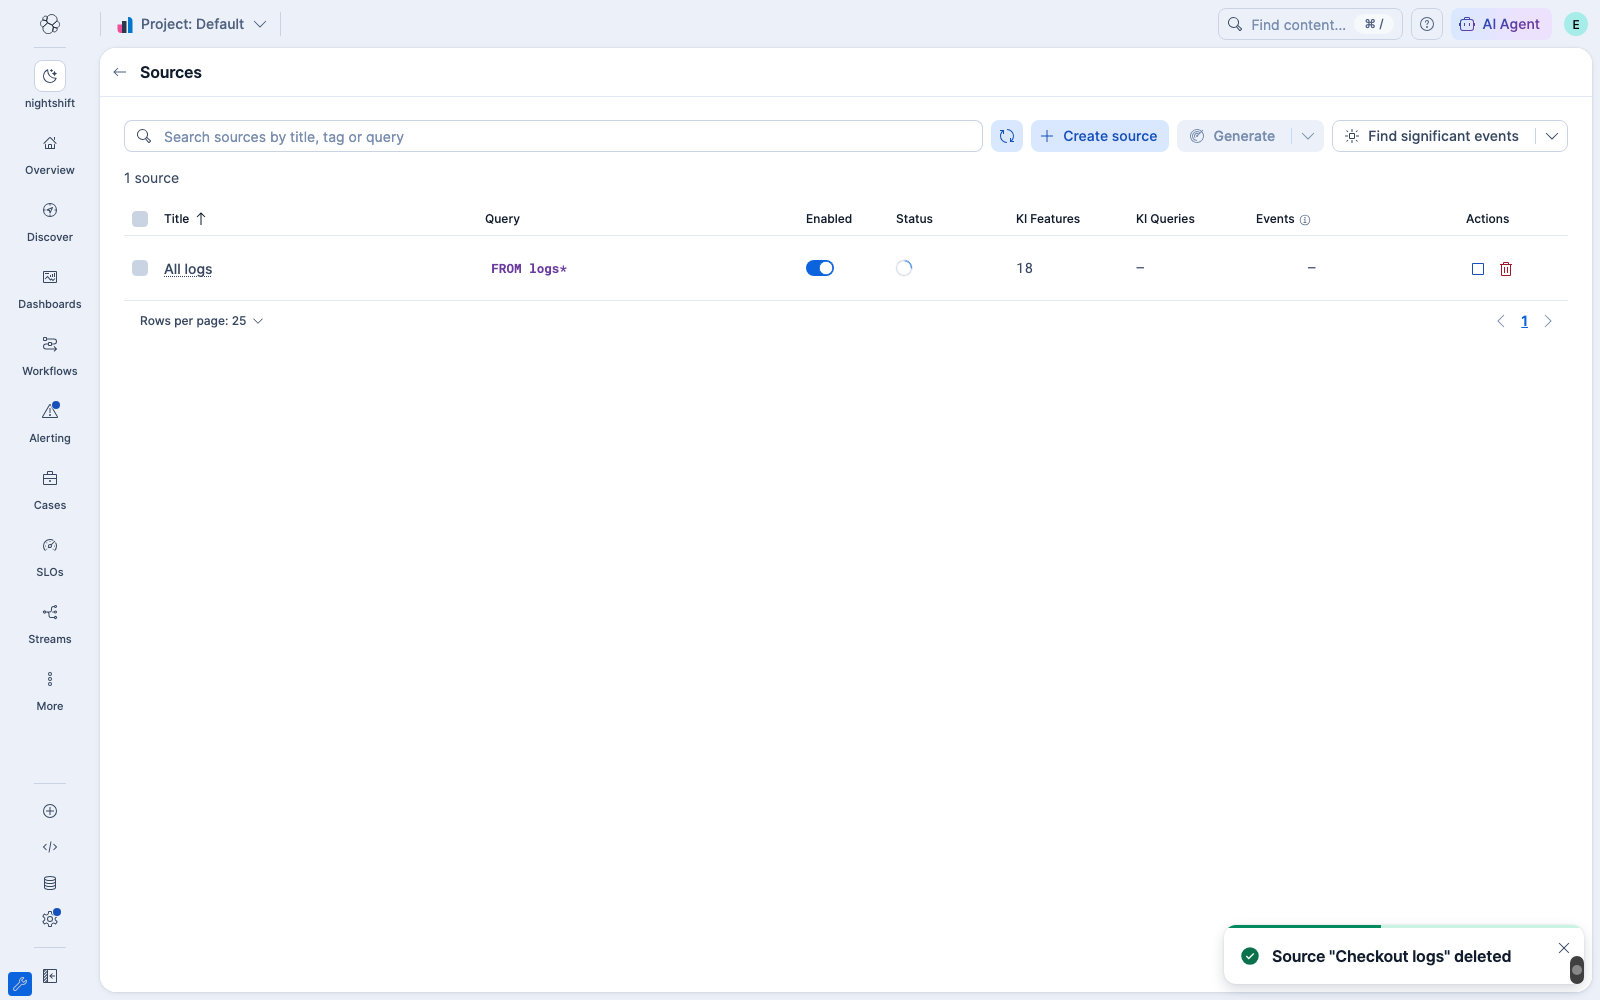 Project: Default
Find content...
⌘ /
AI Agent
E
nightshift
Overview
Discover
Dashboards
Workflows
Alerting
Cases
SLOs
Streams
More
Sources
Search sources by title, tag or query
Create source
Generate
Find significant events
1 source
Title
Query
Enabled
Status
KI Features
KI Queries
Events
Actions
All logs
FROM logs*
18
–
–
Rows per page: 25
1
Source "Checkout logs" deleted